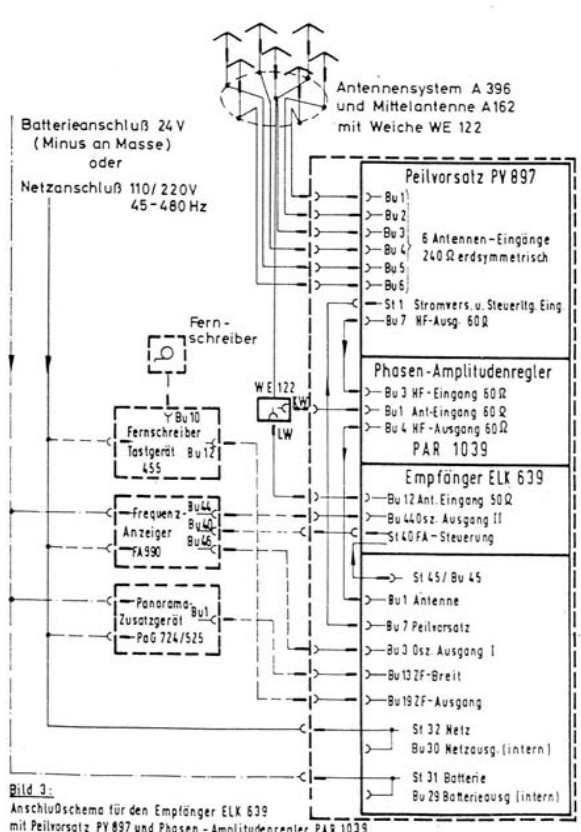 Antennensystem A 396
und Mittelantenne A162
mit Weiche WE 122
Batterieanschluß 24 V
(Minus an Masse)
oder
Netzanschluß 110/220V
45-480 Hz
Peilvorsatz PV 897
Bu 1
Bu 2
Bu 3
Bu 4
Bu 5
Bu 6
6 Antennen-Eingänge
240 Ω erdsymmetrisch
St 1 Stromvers. u. Steuerltg. Eing
Bu 7 HF-Ausg. 60Ω
Fern-
schreiber
Phasen-Amplitudenregler
Bu 3 HF-Eingang 60Ω
Bu 1 Ant-Eingang 60Ω
Bu 4 HF-Ausgang 60Ω
PAR 1039
WE 122
KW
LW
Bu 10
Fernschreiber
Tastgerät Bu 12
455
Empfänger ELK 639
Bu 12 Ant. Eingang 50Ω
Bu 44 Osz. Ausgang II
St 40 FA-Steuerung
Frequenz-
Anzeiger
FA 990
Bu 44
Bu 40
Bu 46
St 45/ Bu 45
Bu 1 Antenne
Bu 7 Peilvorsatz
Bu 3 Osz. Ausgang I
Bu 13 ZF-Breit
Bu 19 ZF-Ausgang
Panorama-
Zusatzgerät Bu 1
PaG 724/525
St 32 Netz
Bu 30 Netzausg. (intern)
St 31 Batterie
Bu 29 Batterieausg (intern)
Bild 3:
Anschlußschema für den Empfänger ELK 639
mit Peilvorsatz PV 897 und Phasen-Amplitudenregler PAR 1039